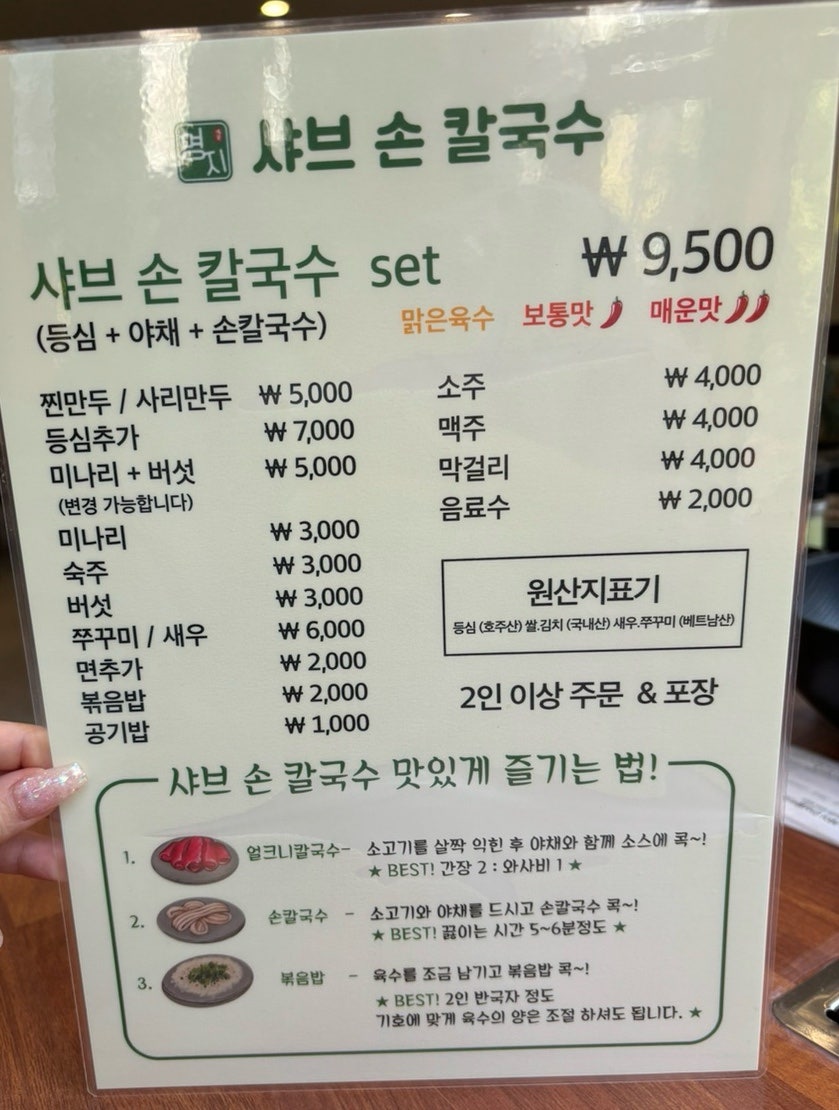 명지 샤브 손 칼국수
샤브 손 칼국수 set ₩ 9,500
(등심 + 야채 + 손칼국수) 맑은육수 보통맛 매운맛
찐만두 / 사리만두 ₩ 5,000
등심추가 ₩ 7,000
미나리 + 버섯 ₩ 5,000
(변경 가능합니다)
미나리 ₩ 3,000
숙주 ₩ 3,000
버섯 ₩ 3,000
쭈꾸미 / 새우 ₩ 6,000
면추가 ₩ 2,000
볶음밥 ₩ 2,000
공기밥 ₩ 1,000
소주 ₩ 4,000
맥주 ₩ 4,000
막걸리 ₩ 4,000
음료수 ₩ 2,000
원산지표기
등심 (호주산) 쌀.김치 (국내산) 새우.쭈꾸미 (베트남산)
2인 이상 주문 & 포장
샤브 손 칼국수 맛있게 즐기는 법!
1. 얼크니칼국수- 소고기를 살짝 익힌 후 야채와 함께 소스에 콕~!
★ BEST! 간장 2 : 와사비 1 ★
2. 손칼국수 - 소고기와 야채를 드시고 손칼국수 콕~!
★ BEST! 끓이는 시간 5~6분정도 ★
3. 볶음밥 - 육수를 조금 남기고 볶음밥 콕~!
★ BEST! 2인 반국자 정도
기호에 맞게 육수의 양은 조절 하셔도 됩니다. ★